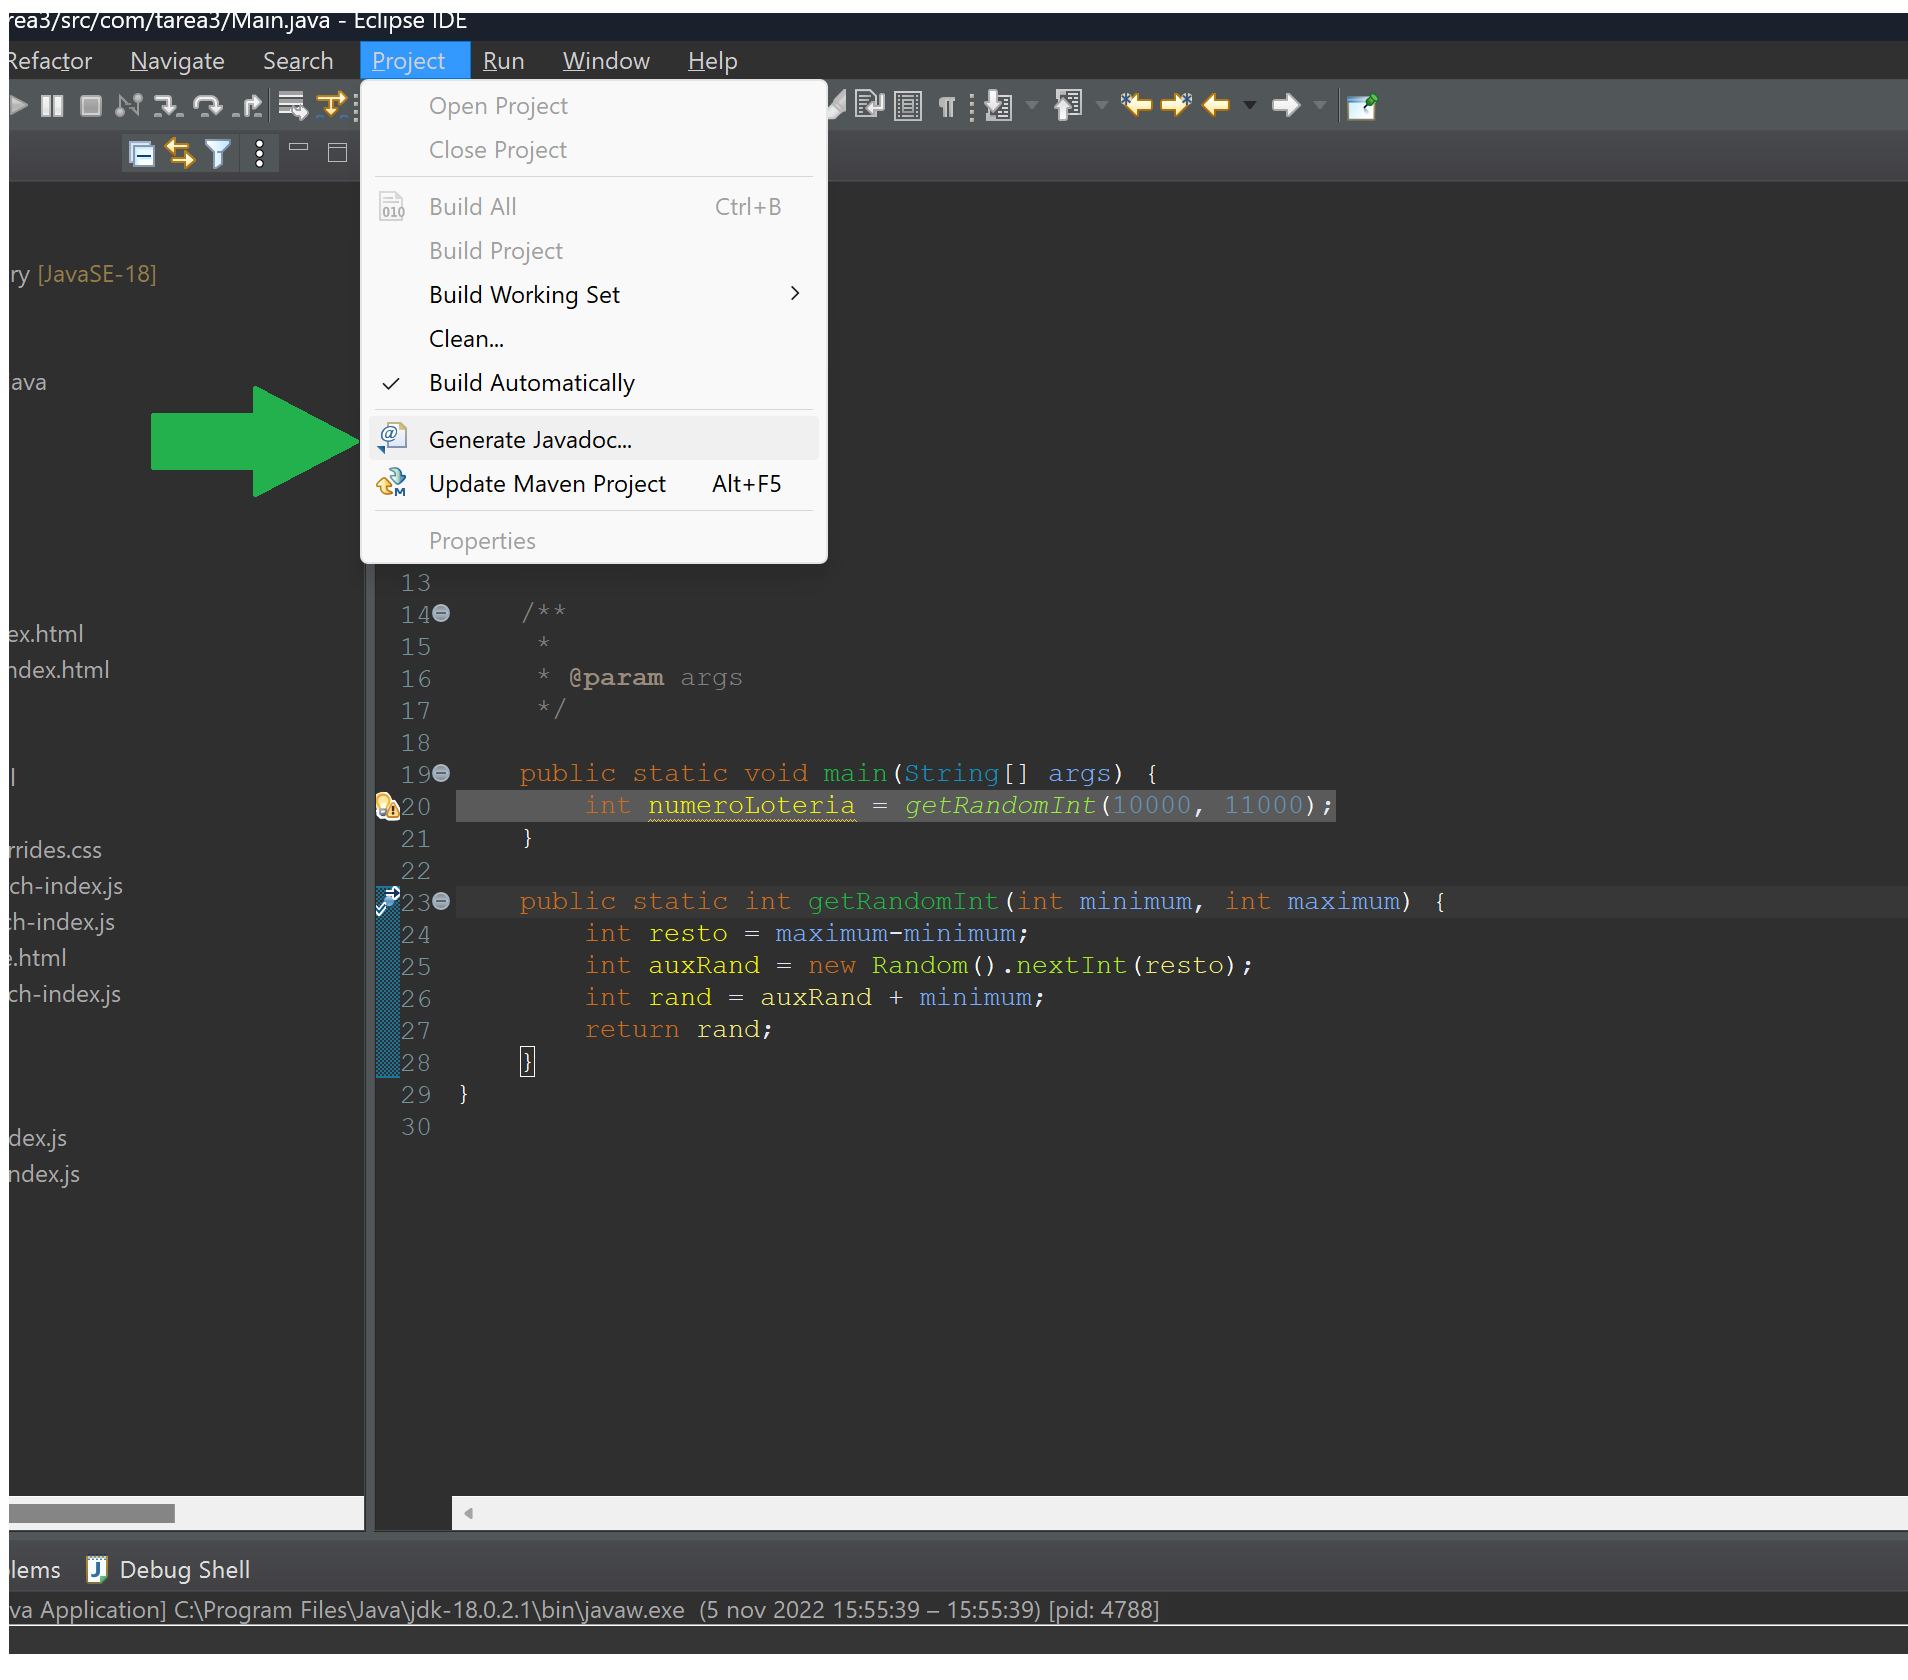 rea3/src/com/tarea3/Main.java - Eclipse IDE
Refactor Navigate Search Project Run Window Help
Open Project
Close Project
010 Build All Ctrl+B
Build Project
ry [JavaSE-18]
Build Working Set
Clean...
ava
Build Automatically
@ Generate Javadoc...
M Update Maven Project Alt+F5
Properties
13
14 /**
15 *
ex.html
ndex.html
16 * @param args
17 */
18
19 public static void main(String[] args) {
20 int numeroLoteria = getRandomInt(10000, 11000);
21 }
22
23 public static int getRandomInt(int minimum, int maximum) {
24 int resto = maximum-minimum;
25 int auxRand = new Random().nextInt(resto);
26 int rand = auxRand + minimum;
27 return rand;
28 }
29 }
30
l
rrides.css
ch-index.js
ch-index.js
e.html
ch-index.js
dex.js
ndex.js
lems J Debug Shell
va Application] C:\Program Files\Java\jdk-18.0.2.1\bin\javaw.exe (5 nov 2022 15:55:39 – 15:55:39) [pid: 4788]